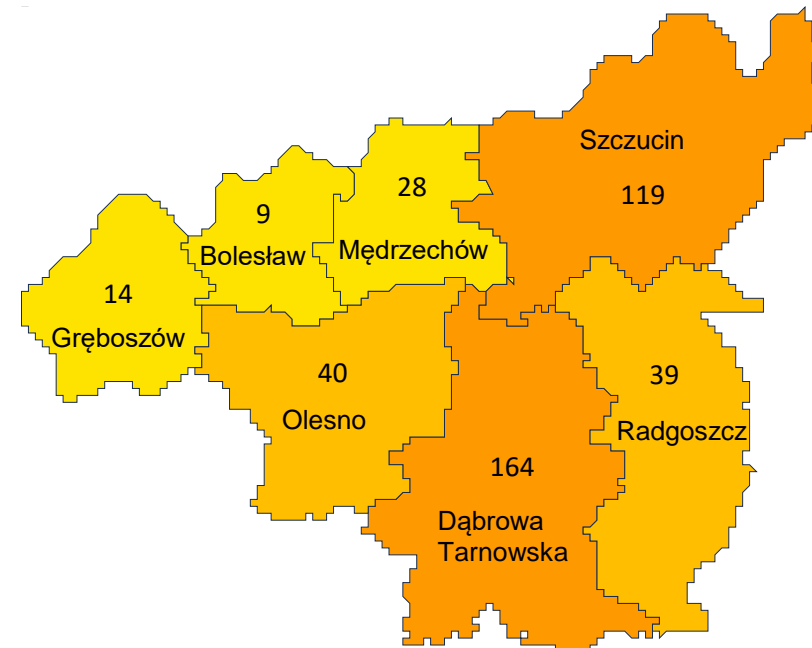 Szczucin
119
28
Mędrzechów
9
Bolesław
14
Gręboszów
40
Olesno
39
Radgoszcz
164
Dąbrowa
Tarnowska